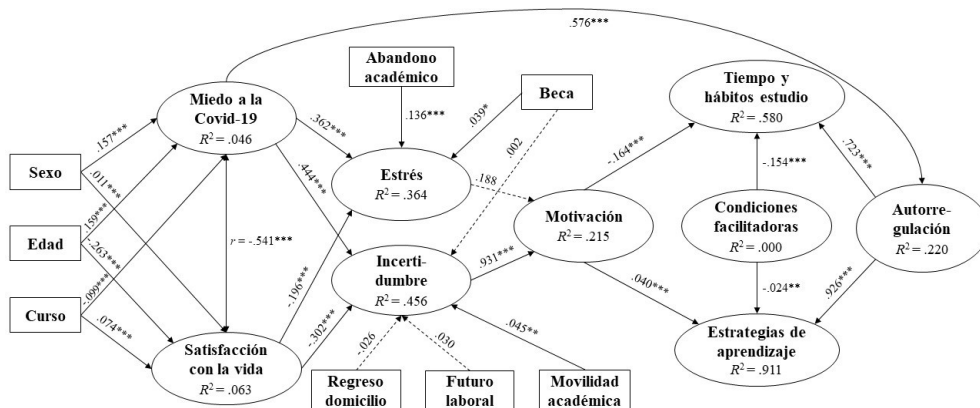 .576***
Abandono
académico
Beca
Tiempo y
hábitos estudio
R² = .580
Miedo a la
Covid-19
R² = .046
.157***
.362***
.136***
.039*
.002
-.164***
-.154***
.723***
Sexo
.011***
.444***
Estrés
R² = .364
.188
Motivación
R² = .215
Condiciones
facilitadoras
R² = .000
Autorre-
gulación
R² = .220
.159***
Edad
r = -.541***
-.263***
Incerti-
dumbre
R² = .456
.931***
-.196***
.040***
-.024**
.926***
-.099***
Curso
.074***
-.302***
.045**
-.026
.030
Satisfacción
con la vida
R² = .063
Estrategias de
aprendizaje
R² = .911
Regreso
domicilio
Futuro
laboral
Movilidad
académica